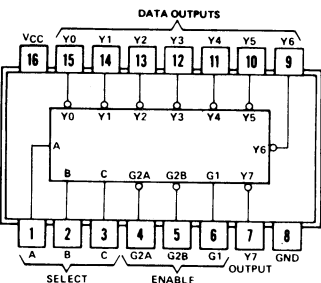 DATA OUTPUTS
VCC Y0 Y1 Y2 Y3 Y4 Y5 Y6
16 15 14 13 12 11 10 9
Y0 Y1 Y2 Y3 Y4 Y5
A Y6
B C G2A G2B G1 Y7
1 2 3 4 5 6 7 8
A B C G2A G2B G1 Y7 GND
OUTPUT
SELECT ENABLE